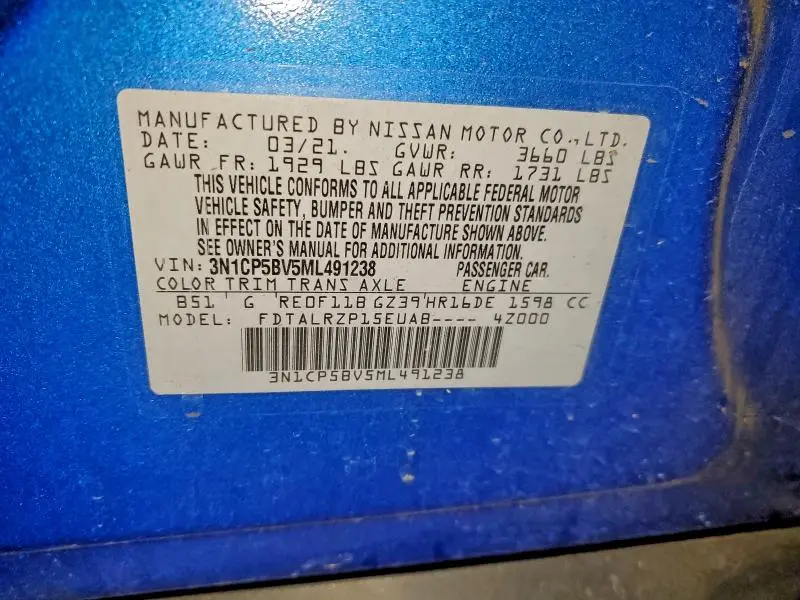 MANUFACTURED BY NISSAN MOTOR CO., LTD.
DATE: 03/21. GVWR: 3660 LBS
GAWR FR: 1929 LBS GAWR RR: 1731 LBS
THIS VEHICLE CONFORMS TO ALL APPLICABLE FEDERAL MOTOR
VEHICLE SAFETY, BUMPER AND THEFT PREVENTION STANDARDS
IN EFFECT ON THE DATE OF MANUFACTURE SHOWN ABOVE.
SEE OWNER'S MANUAL FOR ADDITIONAL INFORMATION.
VIN: 3N1CP5BV5ML491238 PASSENGER CAR.
COLOR TRIM TRANS AXLE ENGINE
B51 G RE0F11B GZ39 HR16DE 1598 CC
MODEL: FDTALRZP15EUAB---- 4Z000
3N1CP5BV5ML491238